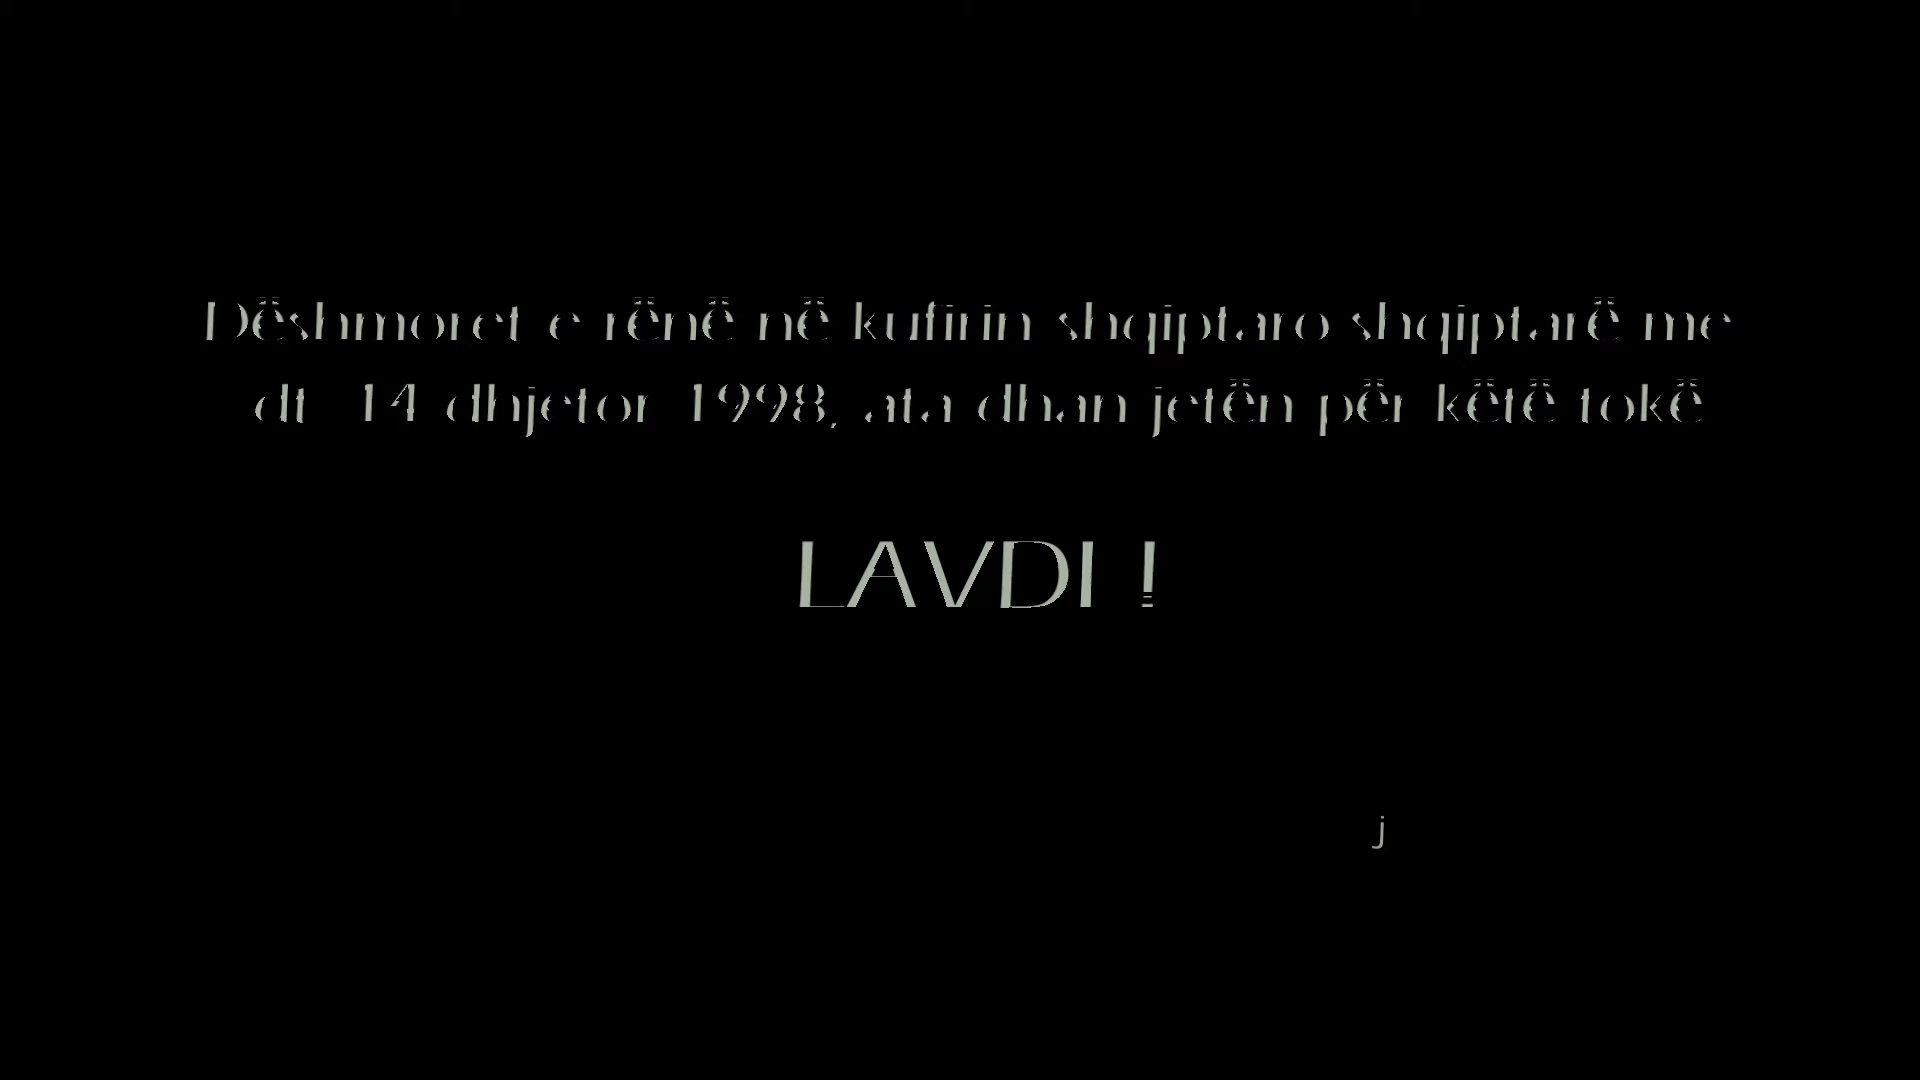 Dëshmoret e rënë në kufirin shqiptaro shqiptarë me
dt 14 dhjetor 1998, ata dhan jetën për këtë tokë
LAVDI !
j